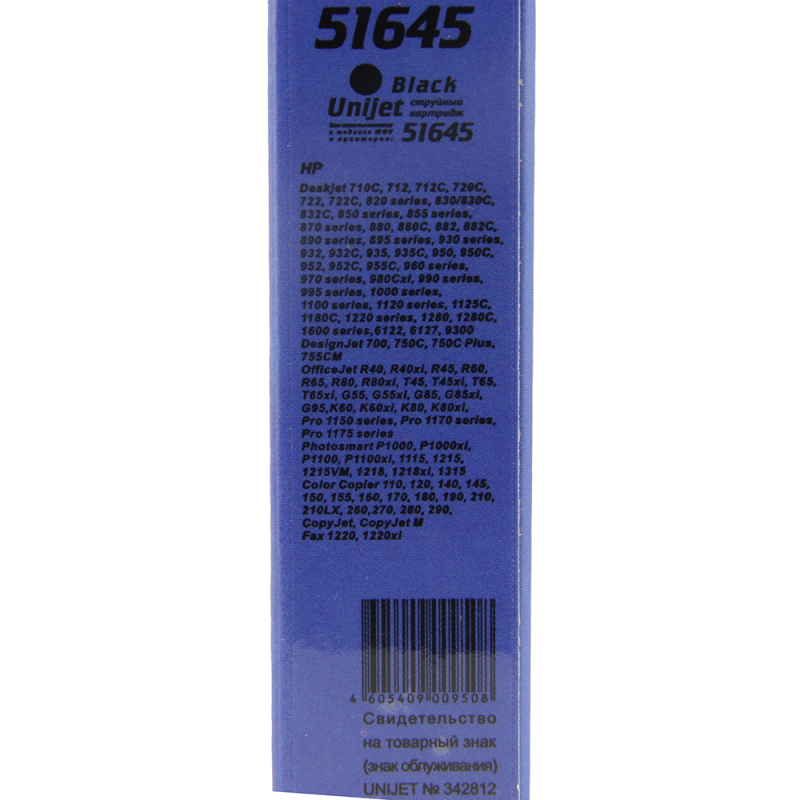 51645
Black
Unijet струйный
картридж
для использования
в моделях МФУ
и принтеров: 51645
HP
Deskjet 710C, 712, 712C, 720C,
722, 722C, 820 series, 830/830C,
832C, 850 series, 855 series,
870 series, 880, 880C, 882, 882C,
890 series, 895 series, 930 series,
932, 932C, 935, 935C, 950, 950C,
952, 952C, 955C, 960 series,
970 series, 980Cxi, 990 series,
995 series, 1000 series,
1100 series, 1120 series, 1125C,
1180C, 1220 series, 1280, 1280C,
1600 series,6122, 6127, 9300
DesignJet 700, 750C, 750C Plus,
755CM
OfficeJet R40, R40xi, R45, R60,
R65, R80, R80xi, T45, T45xi, T65,
T65xi, G55, G55xi, G85, G85xi,
G95,K60, K60xi, K80, K80xi,
Pro 1150 series, Pro 1170 series,
Pro 1175 series
Photosmart P1000, P1000xi,
P1100, P1100xi, 1115, 1215,
1215VM, 1218, 1218xi, 1315
Color Copier 110, 120, 140, 145,
150, 155, 160, 170, 180, 190, 210,
210LX, 260,270, 280, 290,
CopyJet, CopyJet M
Fax 1220, 1220xi
4 605409 009508
Свидетельство
на товарный знак
(знак облуживания)
UNIJET № 342812